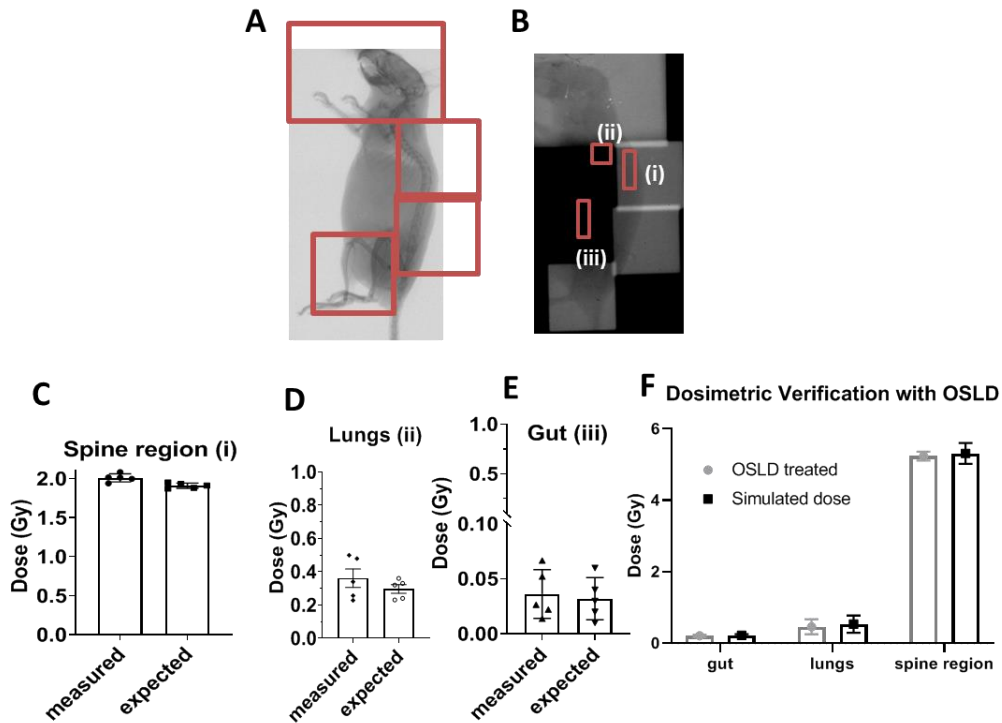 A
B
(ii)
(i)
(iii)
C
D
E
F Dosimetric Verification with OSLD
Spine region (i)
Dose (Gy)
2.0
1.5
1.0
0.5
0.0
measured
expected
Lungs (ii)
Dose (Gy)
1.0
0.8
0.6
0.4
0.2
0.0
measured
expected
Gut (iii)
Dose (Gy)
1.0
0.5
0.10
0.05
0.00
measured
expected
Dose (Gy)
6
4
2
0
OSLD treated
Simulated dose
gut
lungs
spine region